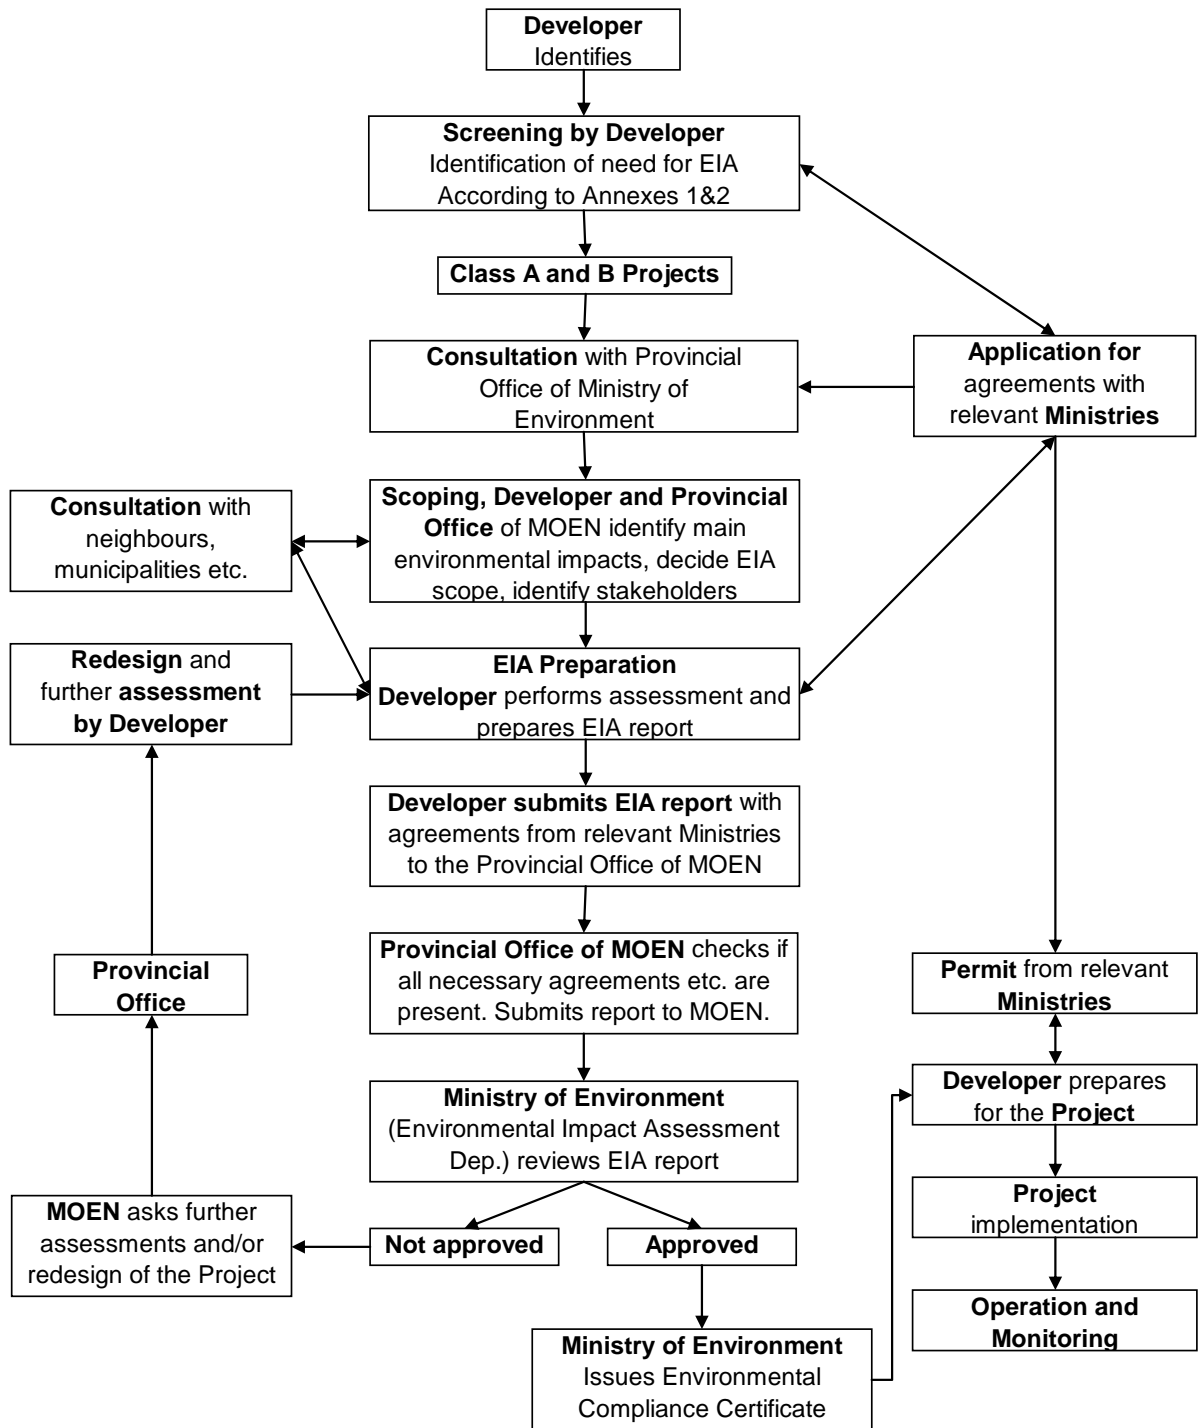 Developer
Identifies
Screening by Developer
Identification of need for EIA
According to Annexes 1&2
Class A and B Projects
Consultation with Provincial
Office of Ministry of
Environment
Application for
agreements with
relevant Ministries
Consultation with
neighbours,
municipalities etc.
Scoping, Developer and Provincial
Office of MOEN identify main
environmental impacts, decide EIA
scope, identify stakeholders
Redesign and
further assessment
by Developer
EIA Preparation
Developer performs assessment and
prepares EIA report
Developer submits EIA report with
agreements from relevant Ministries
to the Provincial Office of MOEN
Provincial Office of MOEN checks if
all necessary agreements etc. are
present. Submits report to MOEN.
Provincial
Office
Permit from relevant
Ministries
Ministry of Environment
(Environmental Impact Assessment
Dep.) reviews EIA report
Developer prepares
for the Project
MOEN asks further
assessments and/or
redesign of the Project
Not approved
Approved
Project
implementation
Operation and
Monitoring
Ministry of Environment
Issues Environmental
Compliance Certificate